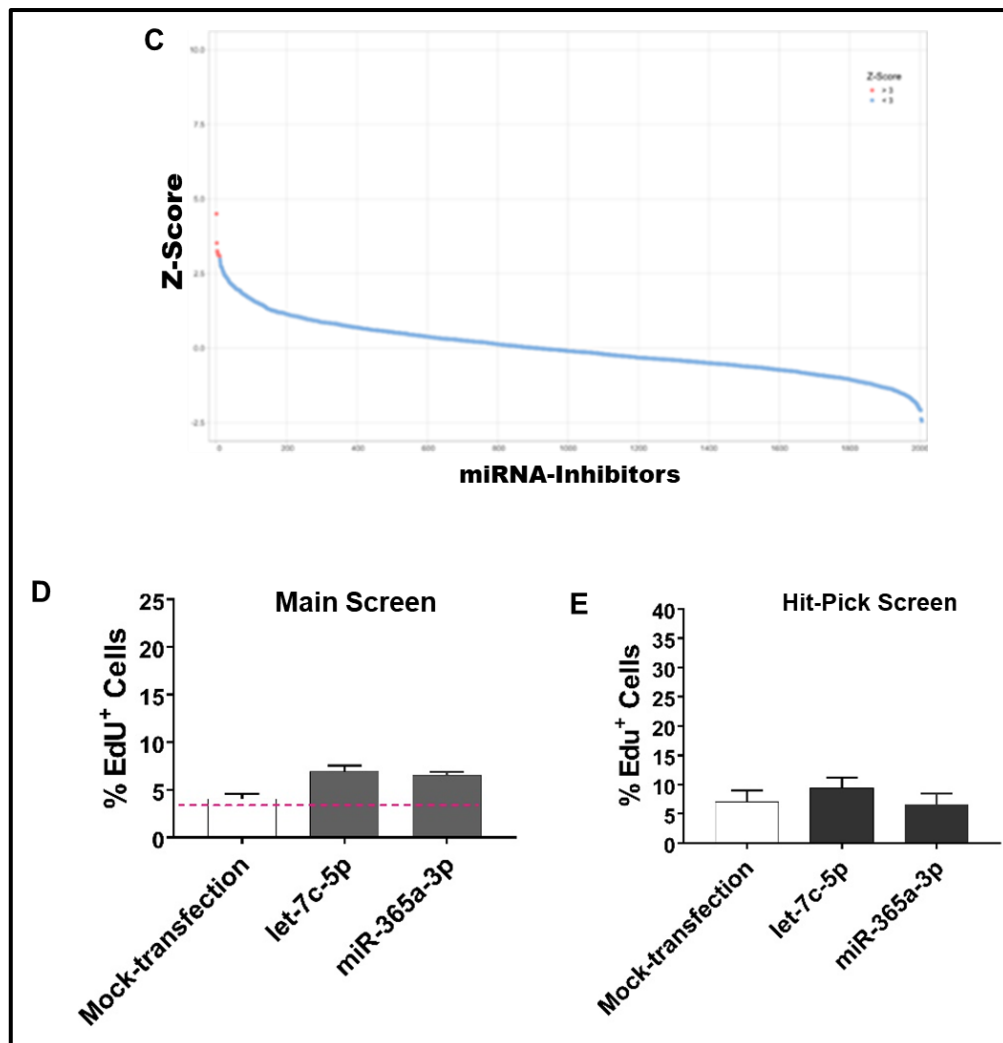 C
10.0
7.5
5.0
2.5
0.0
-2.5
Z-Score
Z-Score
> 3
< 3
0 200 400 600 800 1000 1200 1400 1600 1800 2000
miRNA-Inhibitors
D
Main Screen
% EdU+ Cells
25
20
15
10
5
0
Mock-transfection
let-7c-5p
miR-365a-3p
E
Hit-Pick Screen
% Edu+ Cells
40
35
30
25
20
15
10
5
0
Mock-transfection
let-7c-5p
miR-365a-3p